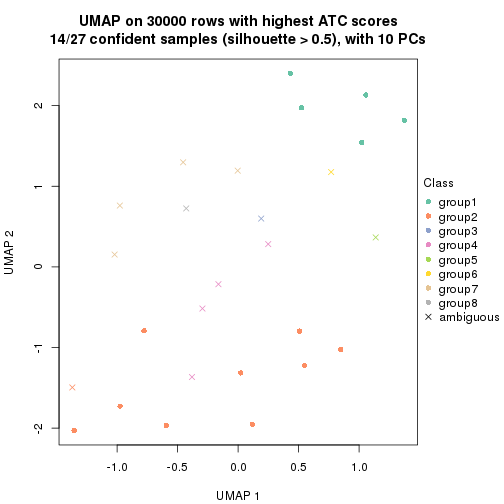 UMAP on 30000 rows with highest ATC scores
14/27 confident samples (silhouette > 0.5), with 10 PCs
2
1
0
-1
-2
UMAP 2
-1.0
-0.5
0.0
0.5
1.0
UMAP 1
Class
group1
group2
group3
group4
group5
group6
group7
group8
ambiguous